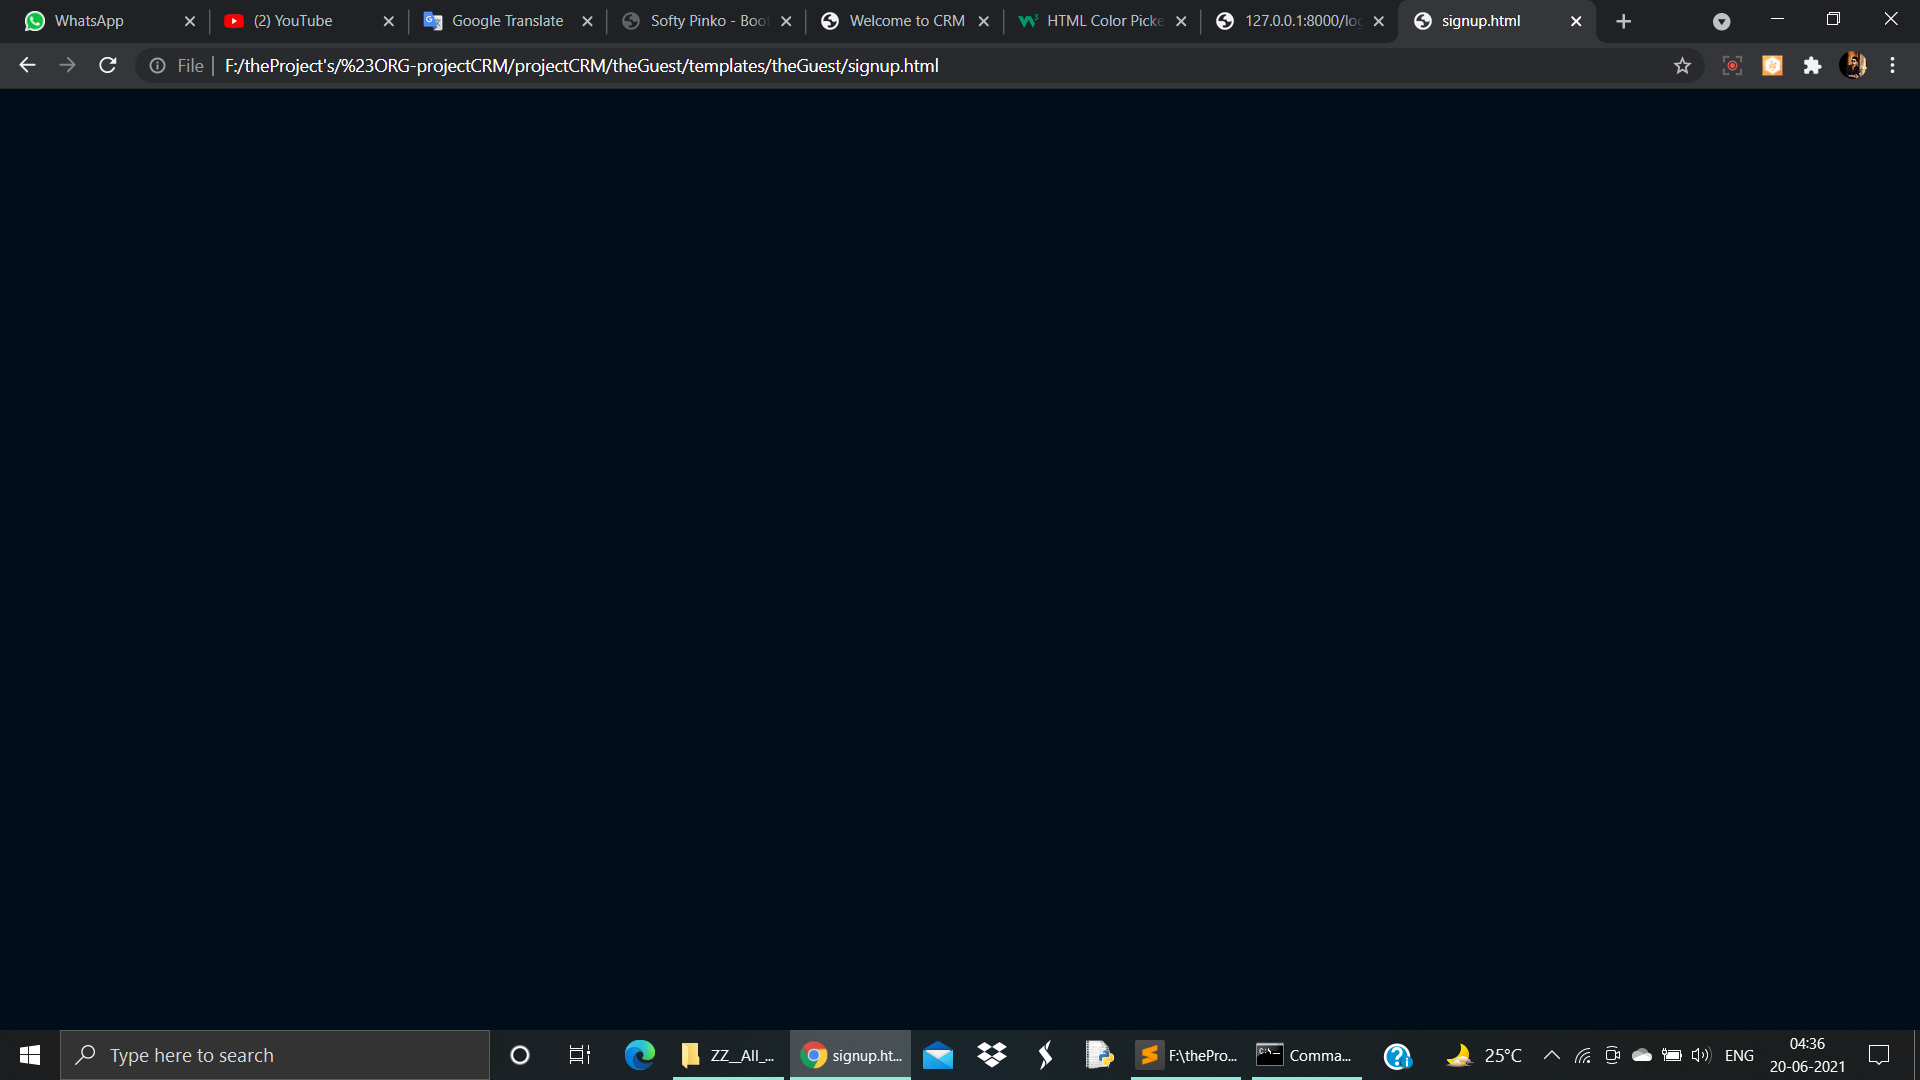 WhatsApp
(2) YouTube
Google Translate
Softy Pinko - Boo
Welcome to CRM
HTML Color Picke
127.0.0.1:8000/log
signup.html
File
F:/theProject's/%23ORG-projectCRM/projectCRM/theGuest/templates/theGuest/signup.html
Type here to search
ZZ__All_...
signup.ht...
F:\thePro...
Comma...
25°C
ENG
04:36
20-06-2021